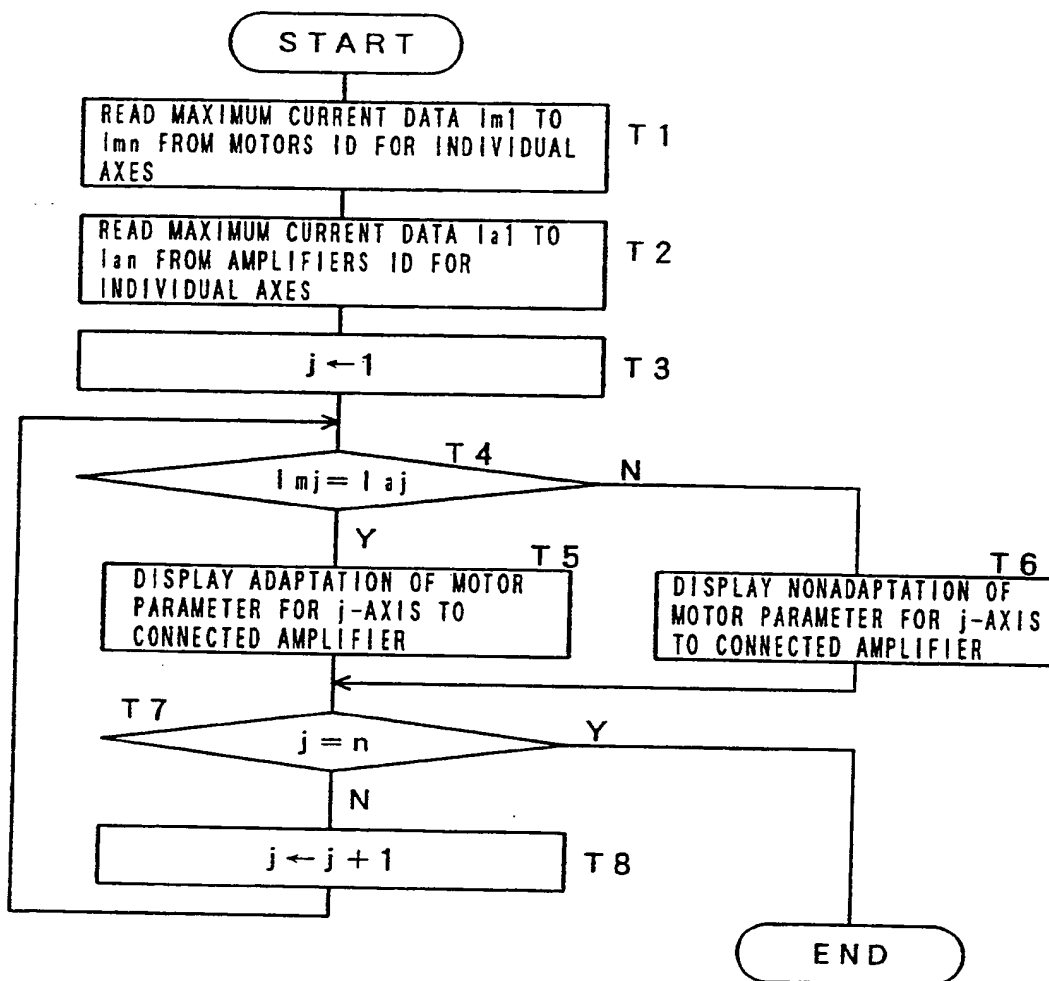 START
READ MAXIMUM CURRENT DATA Im1 TO
Imn FROM MOTORS ID FOR INDIVIDUAL
AXES
T1
READ MAXIMUM CURRENT DATA Ia1 TO
Ian FROM AMPLIFIERS ID FOR
INDIVIDUAL AXES
T2
j←1
T3
T4
Imj=Iaj
N
Y
T5
DISPLAY ADAPTATION OF MOTOR
PARAMETER FOR j-AXIS TO
CONNECTED AMPLIFIER
T6
DISPLAY NONADAPTATION OF
MOTOR PARAMETER FOR j-AXIS
TO CONNECTED AMPLIFIER
T7
j=n
Y
N
j←j+1
T8
END